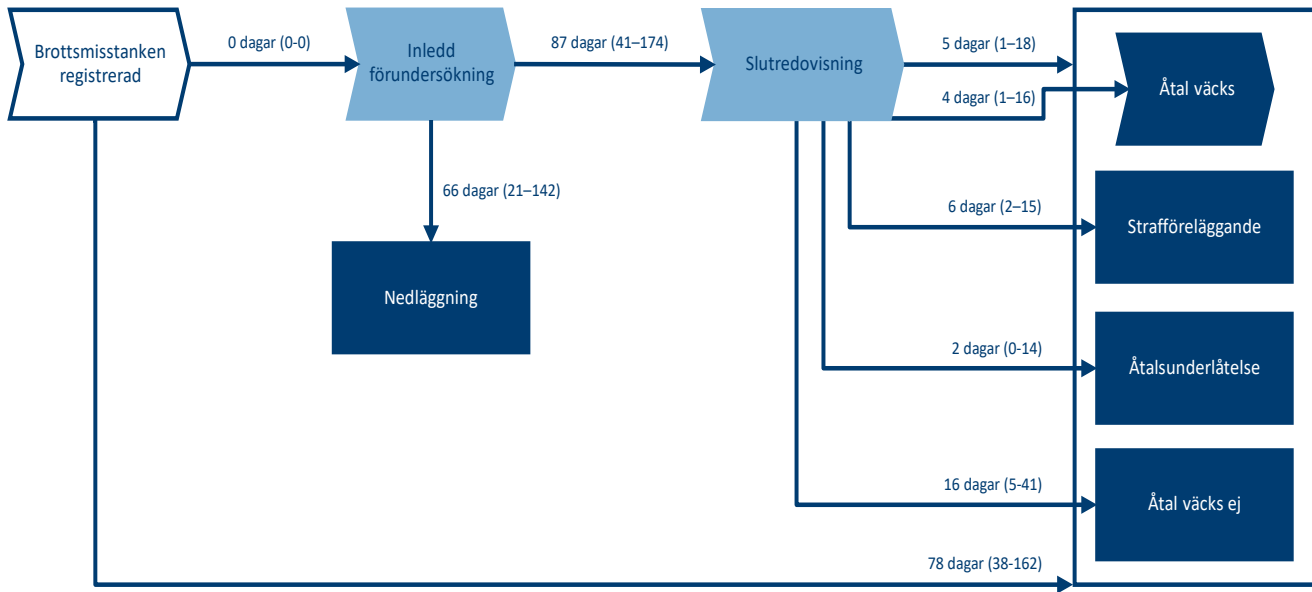 Brottsmisstanken
registrerad
0 dagar (0-0)
Inledd
förundersökning
87 dagar (41–174)
Slutredovisning
5 dagar (1–18)
4 dagar (1–16)
Åtal väcks
66 dagar (21–142)
Nedläggning
6 dagar (2–15)
Strafföreläggande
2 dagar (0-14)
Åtalsunderlåtelse
16 dagar (5-41)
Åtal väcks ej
78 dagar (38-162)